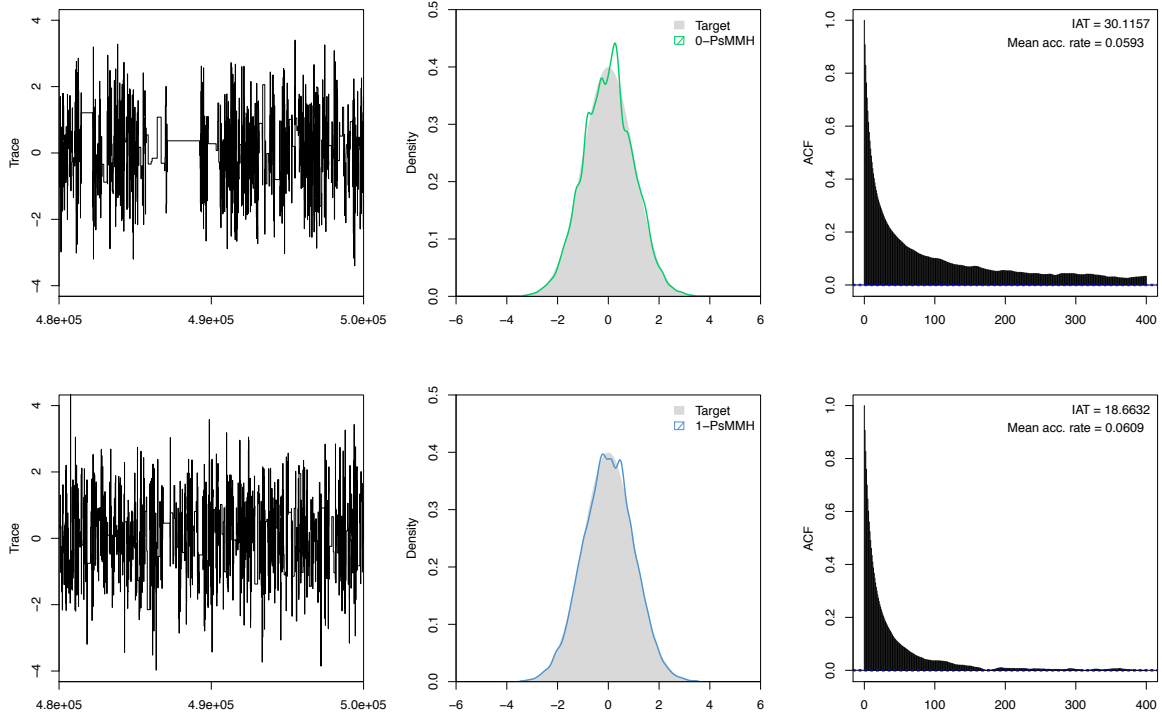 4
2
0
−2
−4
Trace
4.8e+05 4.9e+05 5.0e+05
0.5
0.4
0.3
0.2
0.1
0.0
Density
−6 −4 −2 0 2 4 6
Target
0−PsMMH
1.0
0.8
0.6
0.4
0.2
0.0
ACF
0 100 200 300 400
IAT = 30.1157
Mean acc. rate = 0.0593
4
2
0
−2
−4
Trace
4.8e+05 4.9e+05 5.0e+05
0.5
0.4
0.3
0.2
0.1
0.0
Density
−6 −4 −2 0 2 4 6
Target
1−PsMMH
1.0
0.8
0.6
0.4
0.2
0.0
ACF
0 100 200 300 400
IAT = 18.6632
Mean acc. rate = 0.0609